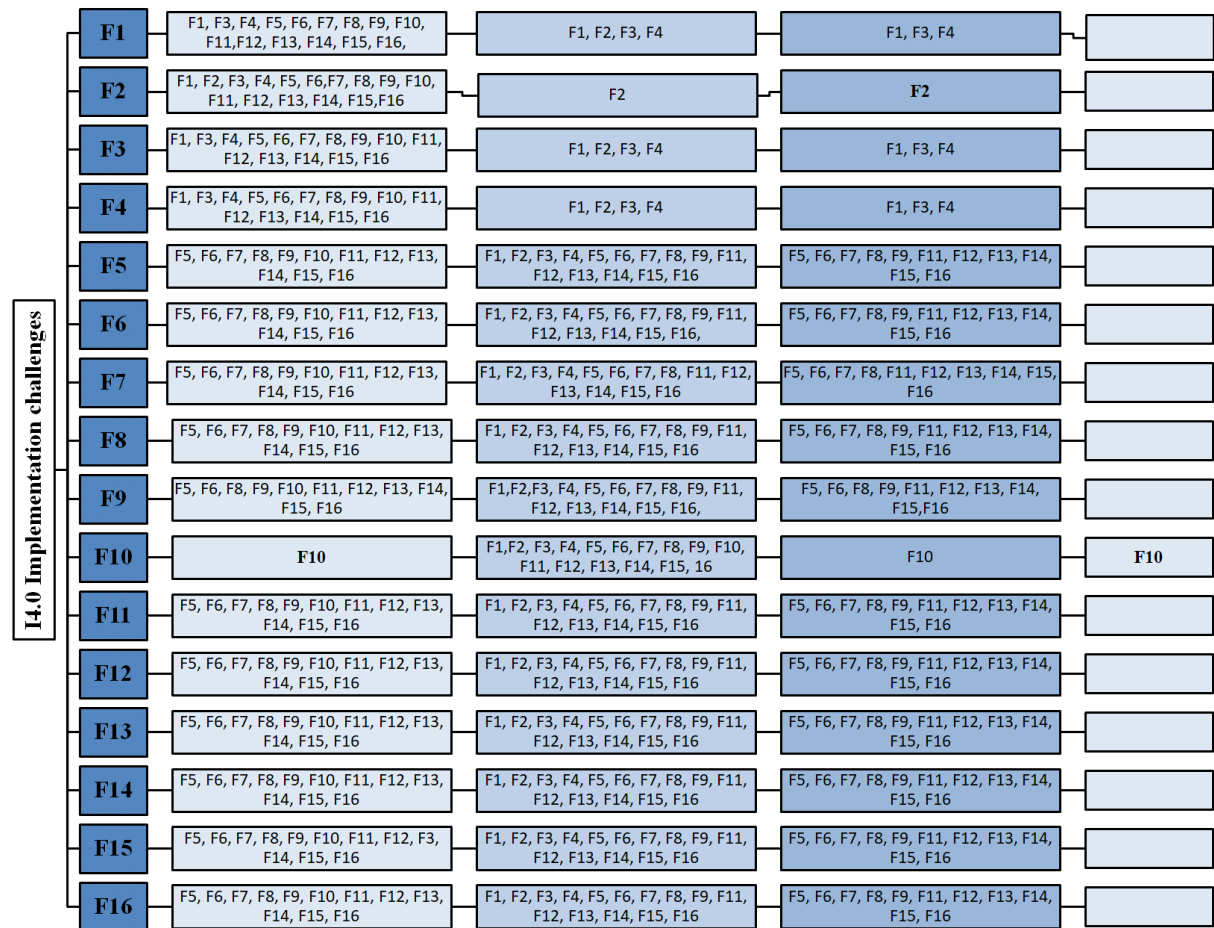 I4.0 Implementation challenges
F1
F1, F3, F4, F5, F6, F7, F8, F9, F10,
F11,F12, F13, F14, F15, F16,
F1, F2, F3, F4
F1, F3, F4
F2
F1, F2, F3, F4, F5, F6,F7, F8, F9, F10,
F11, F12, F13, F14, F15,F16
F2
F2
F3
F1, F3, F4, F5, F6, F7, F8, F9, F10, F11,
F12, F13, F14, F15, F16
F1, F2, F3, F4
F1, F3, F4
F4
F1, F3, F4, F5, F6, F7, F8, F9, F10, F11,
F12, F13, F14, F15, F16
F1, F2, F3, F4
F1, F3, F4
F5
F5, F6, F7, F8, F9, F10, F11, F12, F13,
F14, F15, F16
F1, F2, F3, F4, F5, F6, F7, F8, F9, F11,
F12, F13, F14, F15, F16
F5, F6, F7, F8, F9, F11, F12, F13, F14,
F15, F16
F6
F5, F6, F7, F8, F9, F10, F11, F12, F13,
F14, F15, F16
F1, F2, F3, F4, F5, F6, F7, F8, F9, F11,
F12, F13, F14, F15, F16,
F5, F6, F7, F8, F9, F11, F12, F13, F14,
F15, F16
F7
F5, F6, F7, F8, F9, F10, F11, F12, F13,
F14, F15, F16
F1, F2, F3, F4, F5, F6, F7, F8, F11, F12,
F13, F14, F15, F16
F5, F6, F7, F8, F11, F12, F13, F14, F15,
F16
F8
F5, F6, F7, F8, F9, F10, F11, F12, F13,
F14, F15, F16
F1, F2, F3, F4, F5, F6, F7, F8, F9, F11,
F12, F13, F14, F15, F16
F5, F6, F7, F8, F9, F11, F12, F13, F14,
F15, F16
F9
F5, F6, F8, F9, F10, F11, F12, F13, F14,
F15, F16
F1,F2,F3, F4, F5, F6, F7, F8, F9, F11,
F12, F13, F14, F15, F16,
F5, F6, F8, F9, F11, F12, F13, F14,
F15,F16
F10
F10
F1,F2, F3, F4, F5, F6, F7, F8, F9, F10,
F11, F12, F13, F14, F15, 16
F10
F10
F11
F5, F6, F7, F8, F9, F10, F11, F12, F13,
F14, F15, F16
F1, F2, F3, F4, F5, F6, F7, F8, F9, F11,
F12, F13, F14, F15, F16
F5, F6, F7, F8, F9, F11, F12, F13, F14,
F15, F16
F12
F5, F6, F7, F8, F9, F10, F11, F12, F13,
F14, F15, F16
F1, F2, F3, F4, F5, F6, F7, F8, F9, F11,
F12, F13, F14, F15, F16
F5, F6, F7, F8, F9, F11, F12, F13, F14,
F15, F16
F13
F5, F6, F7, F8, F9, F10, F11, F12, F13,
F14, F15, F16
F1, F2, F3, F4, F5, F6, F7, F8, F9, F11,
F12, F13, F14, F15, F16
F5, F6, F7, F8, F9, F11, F12, F13, F14,
F15, F16
F14
F5, F6, F7, F8, F9, F10, F11, F12, F13,
F14, F15, F16
F1, F2, F3, F4, F5, F6, F7, F8, F9, F11,
F12, F13, F14, F15, F16
F5, F6, F7, F8, F9, F11, F12, F13, F14,
F15, F16
F15
F5, F6, F7, F8, F9, F10, F11, F12, F3,
F14, F15, F16
F1, F2, F3, F4, F5, F6, F7, F8, F9, F11,
F12, F13, F14, F15, F16
F5, F6, F7, F8, F9, F11, F12, F13, F14,
F15, F16
F16
F5, F6, F7, F8, F9, F10, F11, F12, F13,
F14, F15, F16
F1, F2, F3, F4, F5, F6, F7, F8, F9, F11,
F12, F13, F14, F15, F16
F5, F6, F7, F8, F9, F11, F12, F13, F14,
F15, F16